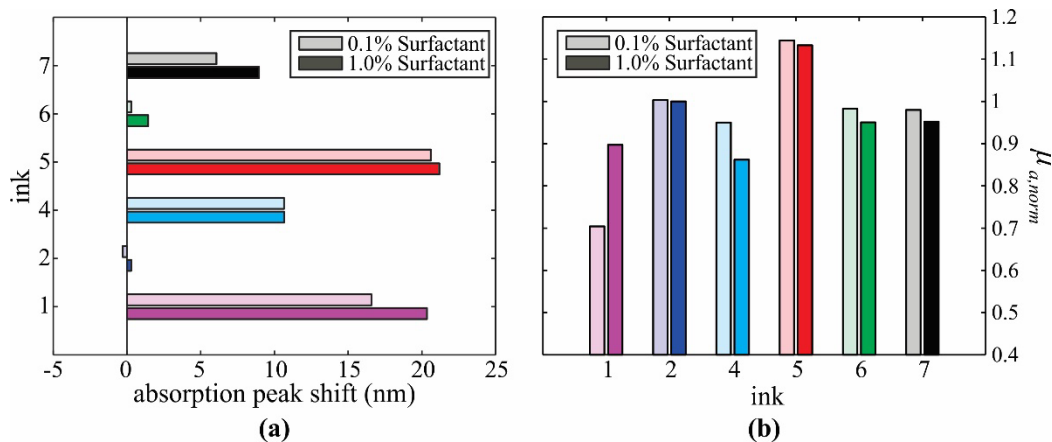 0.1% Surfactant
1.0% Surfactant
7
6
5
4
2
1
ink
-5 0 5 10 15 20 25
absorption peak shift (nm)
(a)
0.1% Surfactant
1.0% Surfactant
1.2
1.1
1
0.9
0.8
0.7
0.6
0.5
0.4
μa,norm
1 2 4 5 6 7
ink
(b)